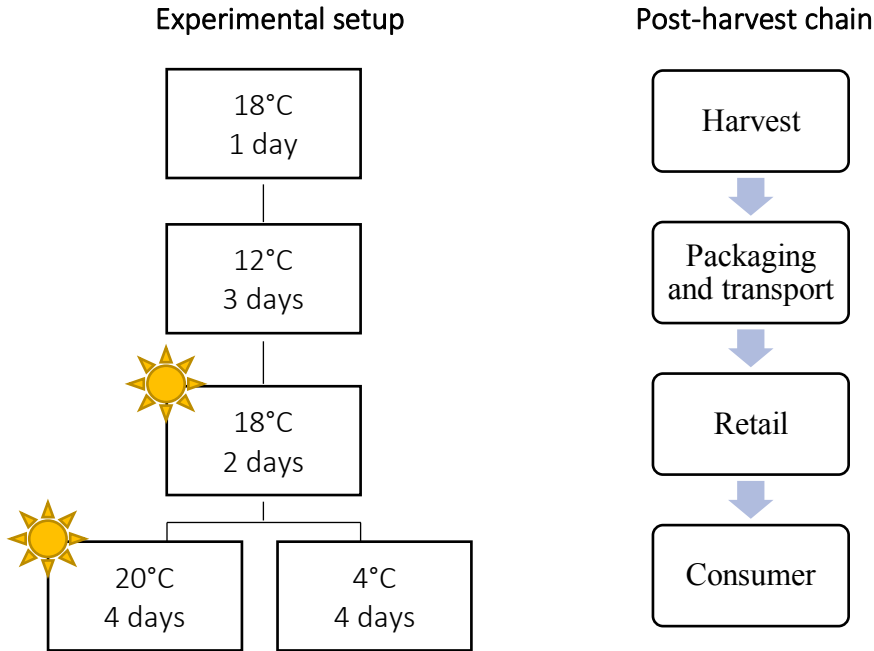 Experimental setup
18°C
1 day
12°C
3 days
18°C
2 days
20°C
4 days
4°C
4 days
Post-harvest chain
Harvest
Packaging
and transport
Retail
Consumer